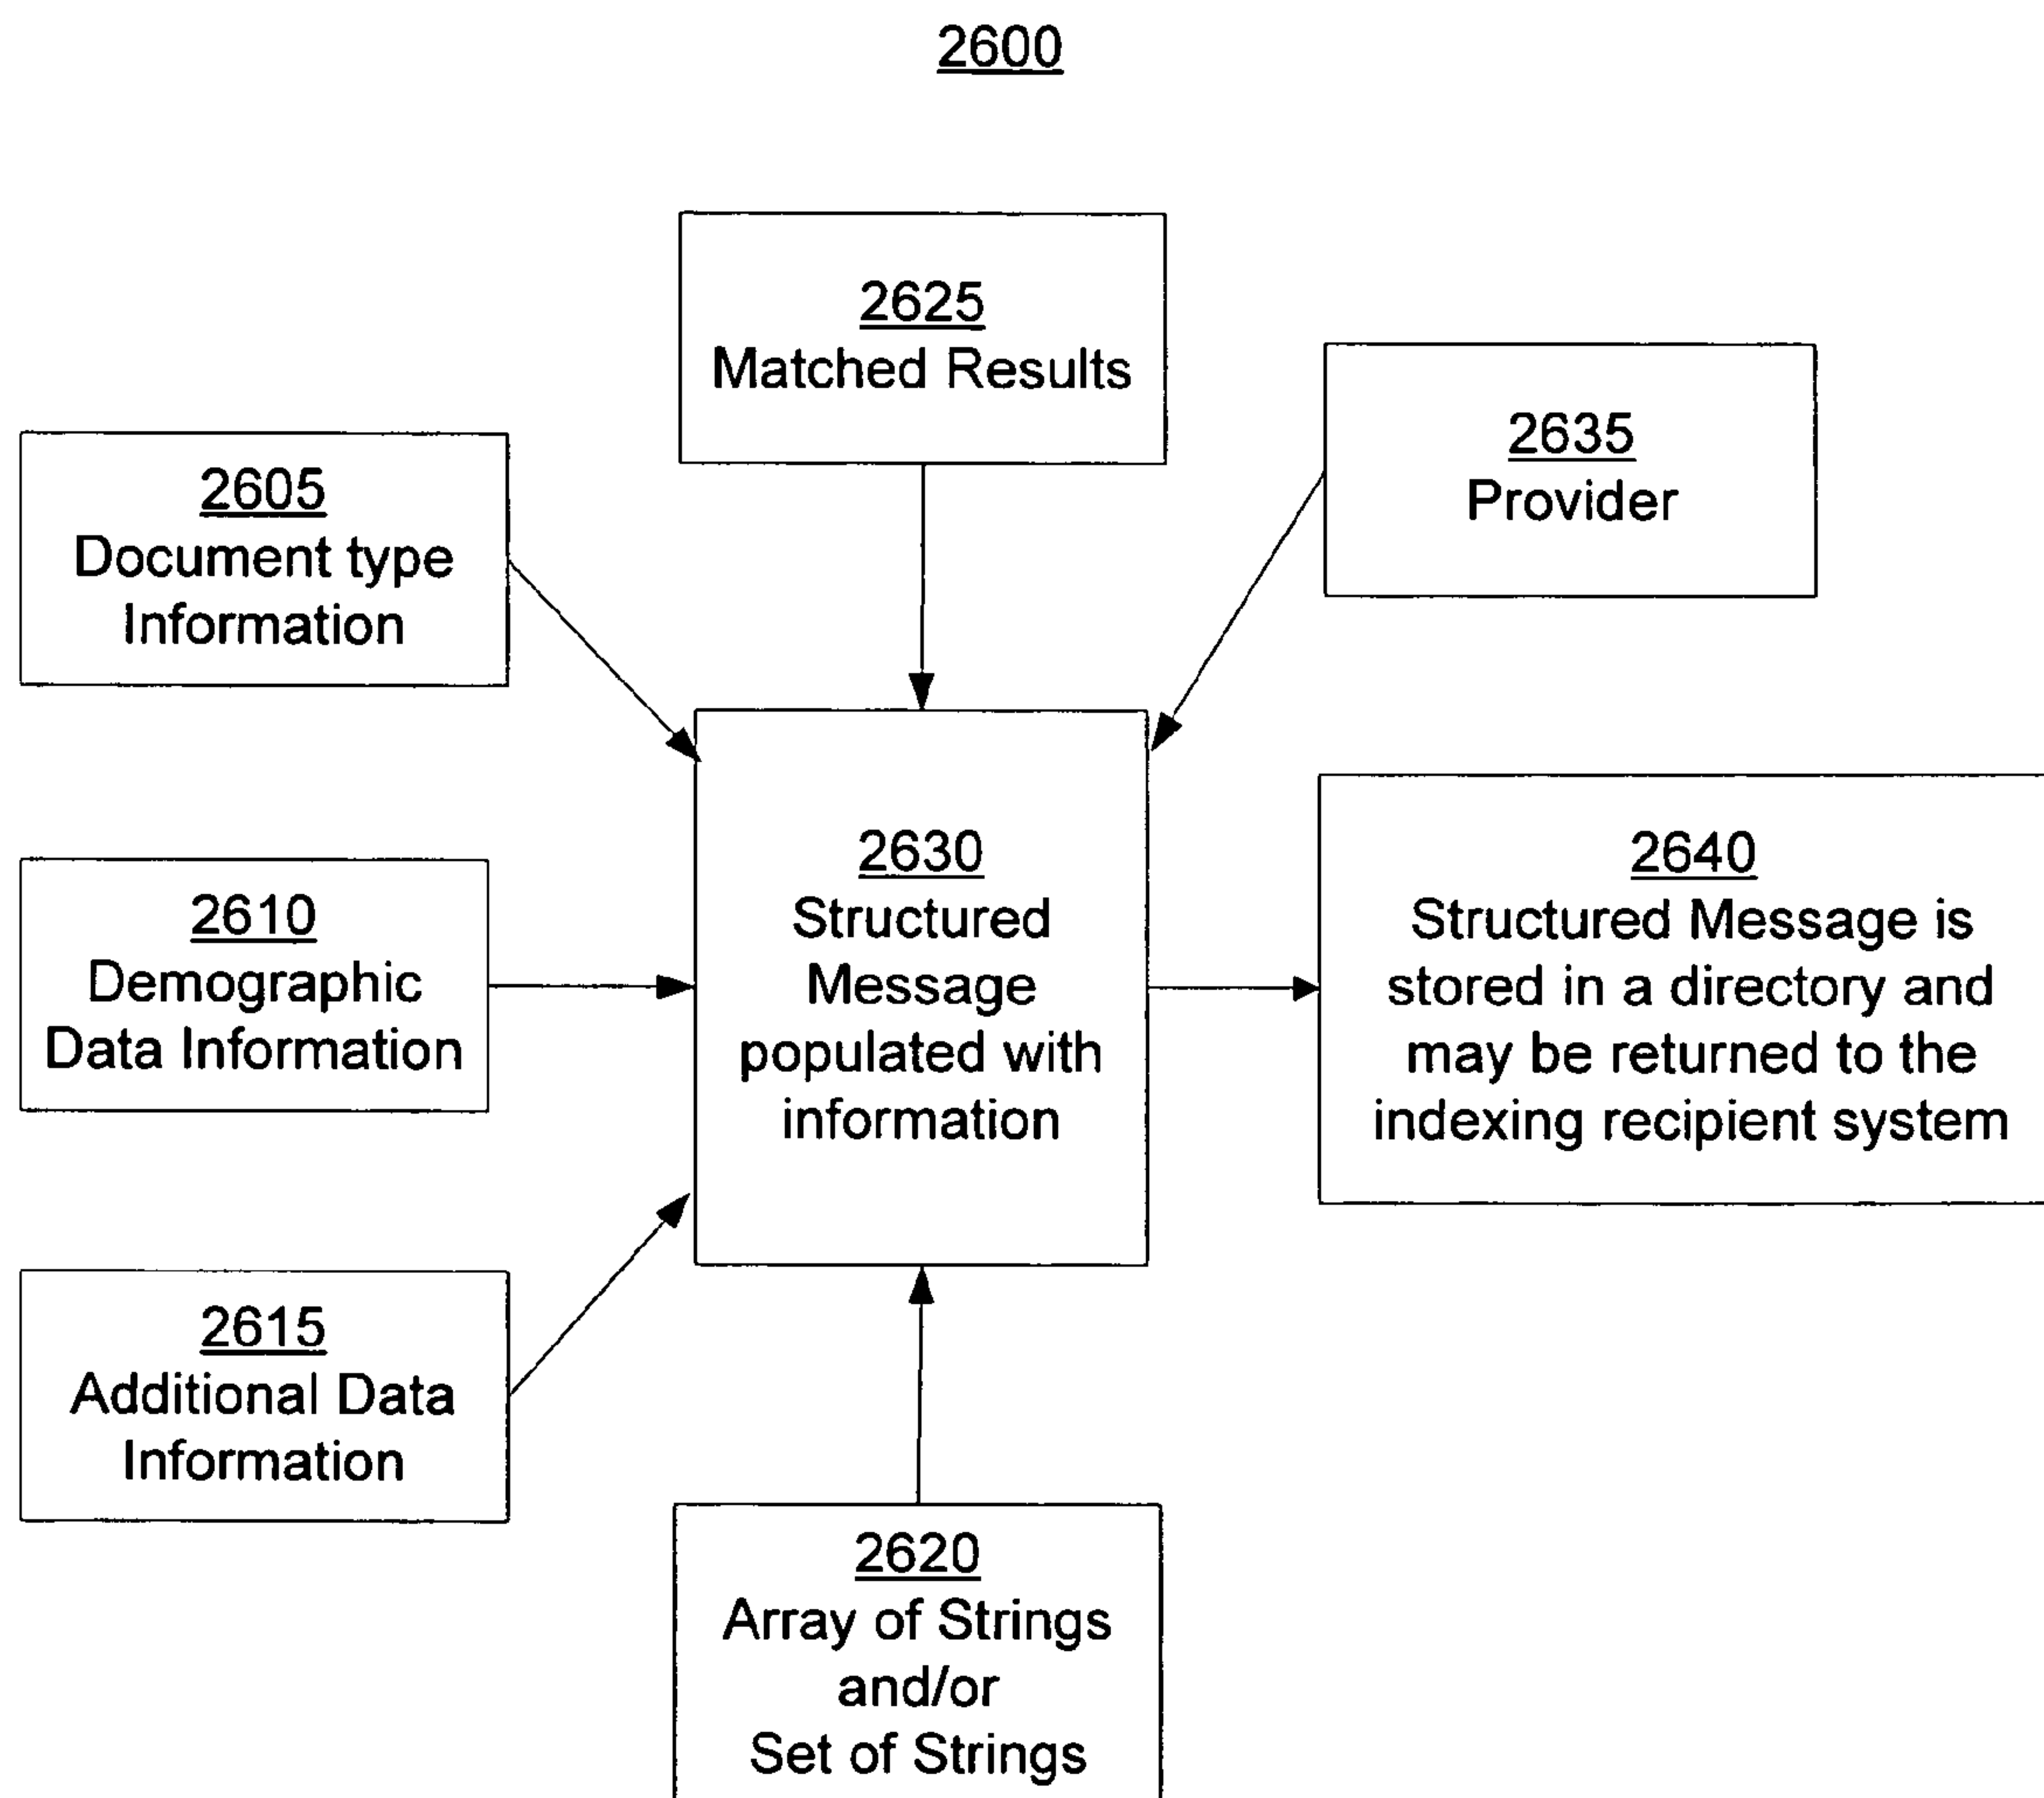 2600
2625
Matched Results
2635
Provider
2605
Document type
Information
2630
Structured
Message
populated with
information
2640
Structured Message is
stored in a directory and
may be returned to the
indexing recipient system
2610
Demographic
Data Information
2615
Additional Data
Information
2620
Array of Strings
and/or
Set of Strings